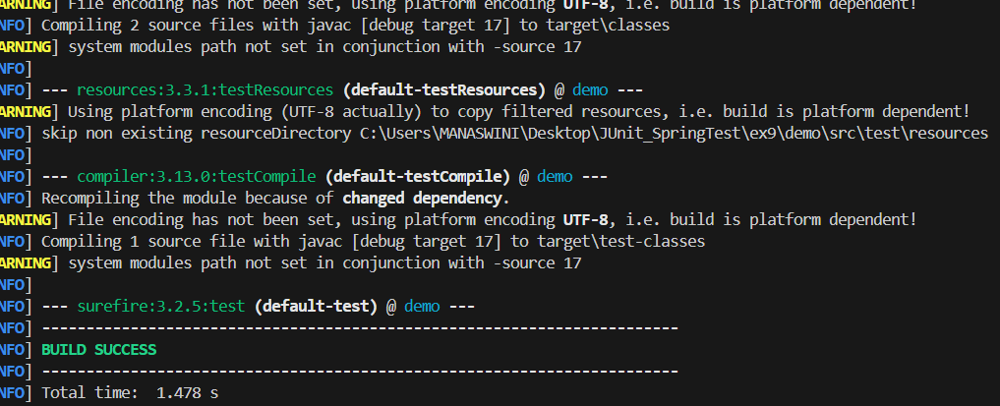 ARNING] File encoding has not been set, using platform encoding UTF-8, i.e. build is platform dependent!
NFO] Compiling 2 source files with javac [debug target 17] to target\classes
ARNING] system modules path not set in conjunction with -source 17
NFO]
NFO] --- resources:3.3.1:testResources (default-testResources) @ demo ---
ARNING] Using platform encoding (UTF-8 actually) to copy filtered resources, i.e. build is platform dependent!
NFO] skip non existing resourceDirectory C:\Users\MANASWINI\Desktop\JUnit_SpringTest\ex9\demo\src\test\resources
NFO]
NFO] --- compiler:3.13.0:testCompile (default-testCompile) @ demo ---
NFO] Recompiling the module because of changed dependency.
ARNING] File encoding has not been set, using platform encoding UTF-8, i.e. build is platform dependent!
NFO] Compiling 1 source file with javac [debug target 17] to target\test-classes
ARNING] system modules path not set in conjunction with -source 17
NFO]
NFO] --- surefire:3.2.5:test (default-test) @ demo ---
NFO] ------------------------------------------------------------------------
NFO] BUILD SUCCESS
NFO] ------------------------------------------------------------------------
NFO] Total time:  1.478 s